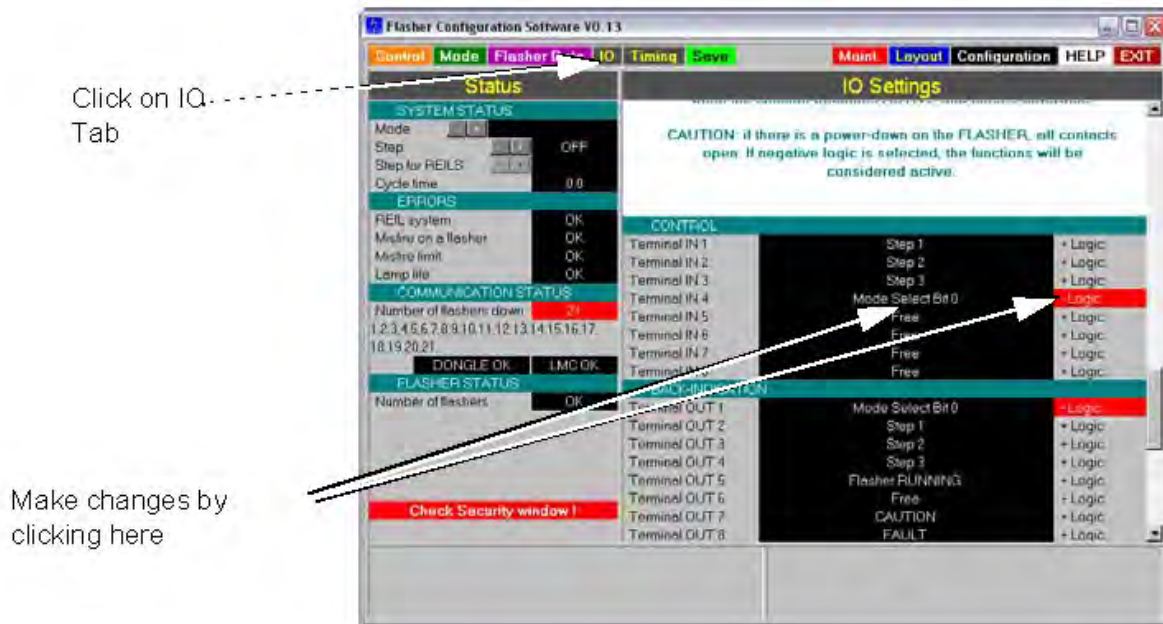 Flasher Configuration Software V0.13
Control Mode Flasher Data IO Timing Save Maint. Layout Configuration HELP EXIT
Click on IO
Tab
Status
SYSTEM STATUS
Mode
Step OFF
Step for REILS
Cycle time 0.0
ERRORS
REIL system OK
Misfire on a flasher OK
Misfire limit OK
Lamp life OK
COMMUNICATION STATUS
Number of flashers down 21
1,2,3,4,5,6,7,8,9,10,11,12,13,14,15,16,17,
18,19,20,21
DONGLE OK LMC OK
FLASHER STATUS
Number of flashers OK
Check Security window !
IO Settings
CAUTION: if there is a power-down on the FLASHER, all contacts
open. If negative logic is selected, the functions will be
considered active.
CONTROL
Terminal IN 1 Step 1 + Logic
Terminal IN 2 Step 2 + Logic
Terminal IN 3 Step 3 + Logic
Terminal IN 4 Mode Select Bit 0 - Logic
Terminal IN 5 Free + Logic
Terminal IN 6 Free + Logic
Terminal IN 7 Free + Logic
Terminal IN 8 Free + Logic
BACK-INDICATION
Terminal OUT 1 Mode Select Bit 0 - Logic
Terminal OUT 2 Step 1 + Logic
Terminal OUT 3 Step 2 + Logic
Terminal OUT 4 Step 3 + Logic
Terminal OUT 5 Flasher RUNNING + Logic
Terminal OUT 6 Free + Logic
Terminal OUT 7 CAUTION + Logic
Terminal OUT 8 FAULT + Logic
Make changes by
clicking here